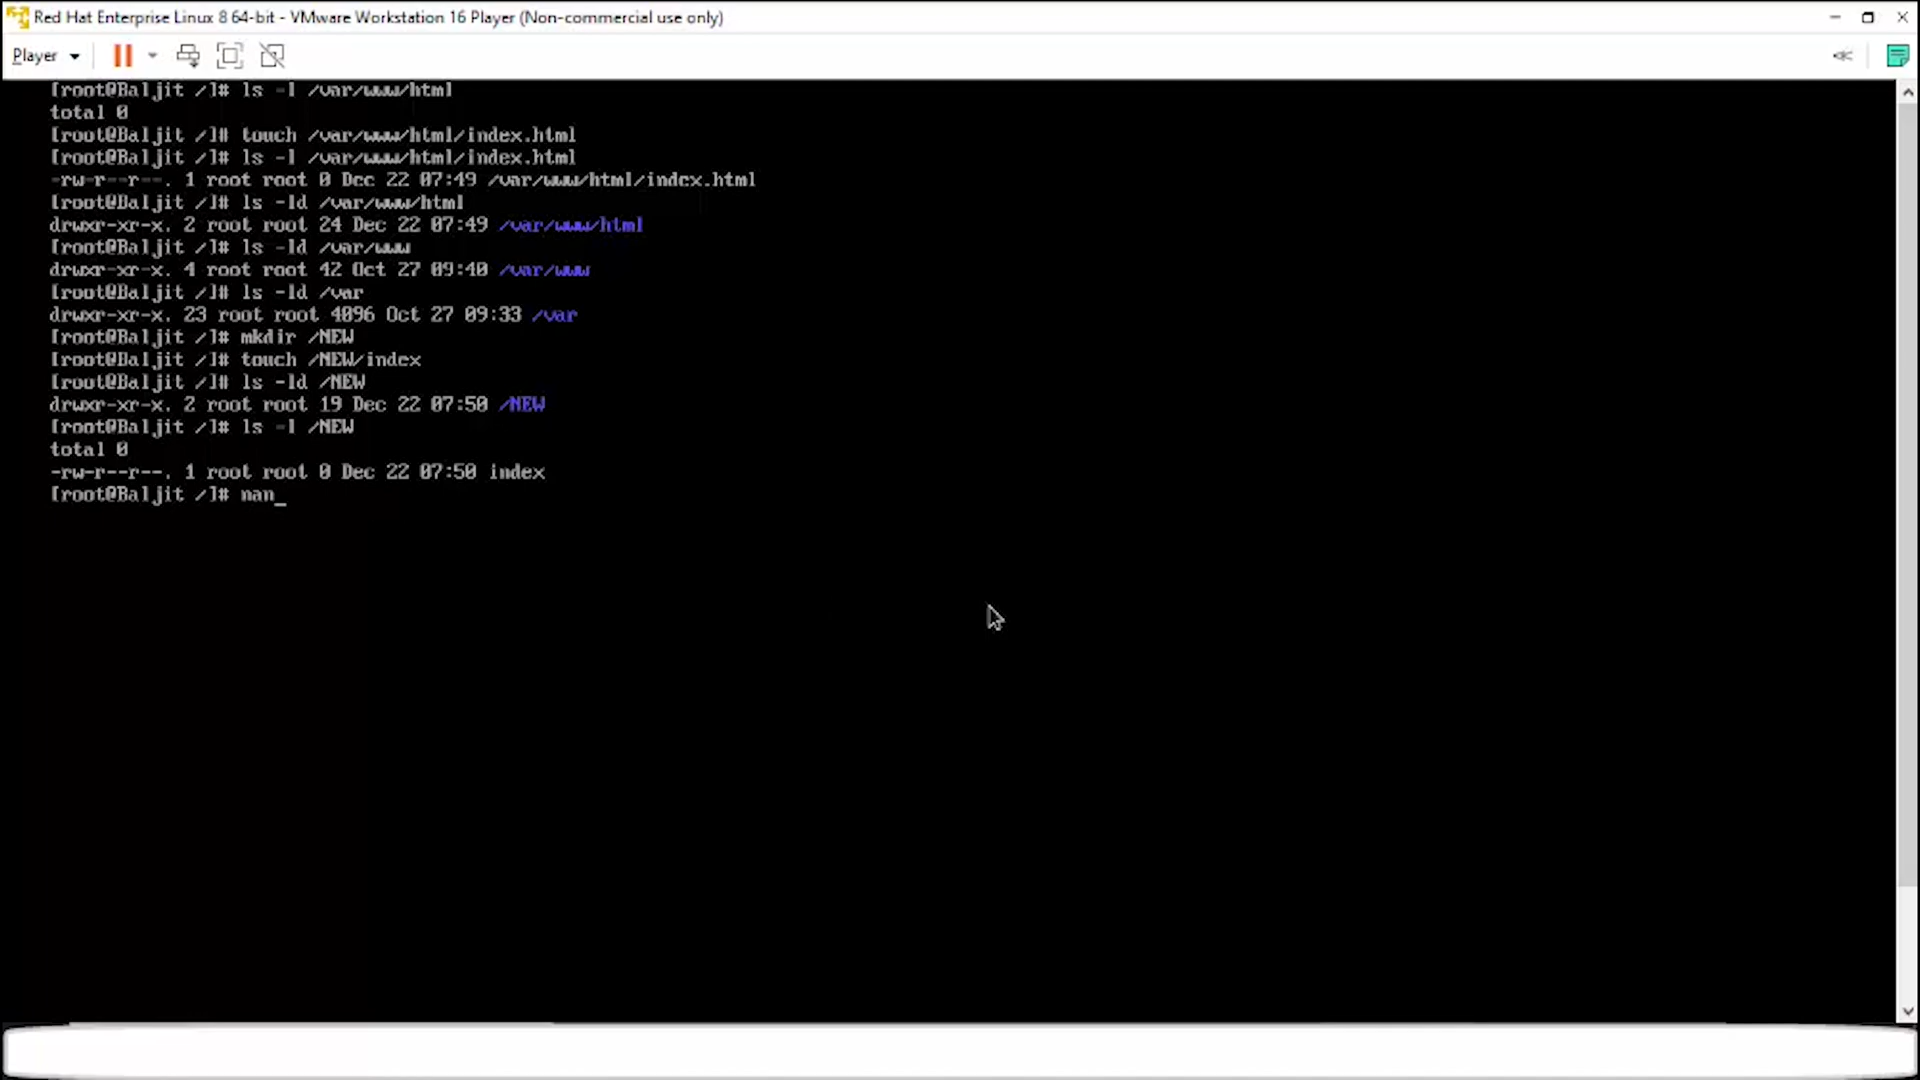 Red Hat Enterprise Linux 8 64-bit - VMware Workstation 16 Player (Non-commercial use only)
Player
[root@Baljit /]# ls -l /var/www/html
total 0
[root@Baljit /]# touch /var/www/html/index.html
[root@Baljit /]# ls -l /var/www/html/index.html
-rw-r--r--. 1 root root 0 Dec 22 07:49 /var/www/html/index.html
[root@Baljit /]# ls -ld /var/www/html
drwxr-xr-x. 2 root root 24 Dec 22 07:49 /var/www/html
[root@Baljit /]# ls -ld /var/www
drwxr-xr-x. 4 root root 42 Oct 27 09:40 /var/www
[root@Baljit /]# ls -ld /var
drwxr-xr-x. 23 root root 4096 Oct 27 09:33 /var
[root@Baljit /]# mkdir /NEW
[root@Baljit /]# touch /NEW/index
[root@Baljit /]# ls -ld /NEW
drwxr-xr-x. 2 root root 19 Dec 22 07:50 /NEW
[root@Baljit /]# ls -l /NEW
total 0
-rw-r--r--. 1 root root 0 Dec 22 07:50 index
[root@Baljit /]# nan_